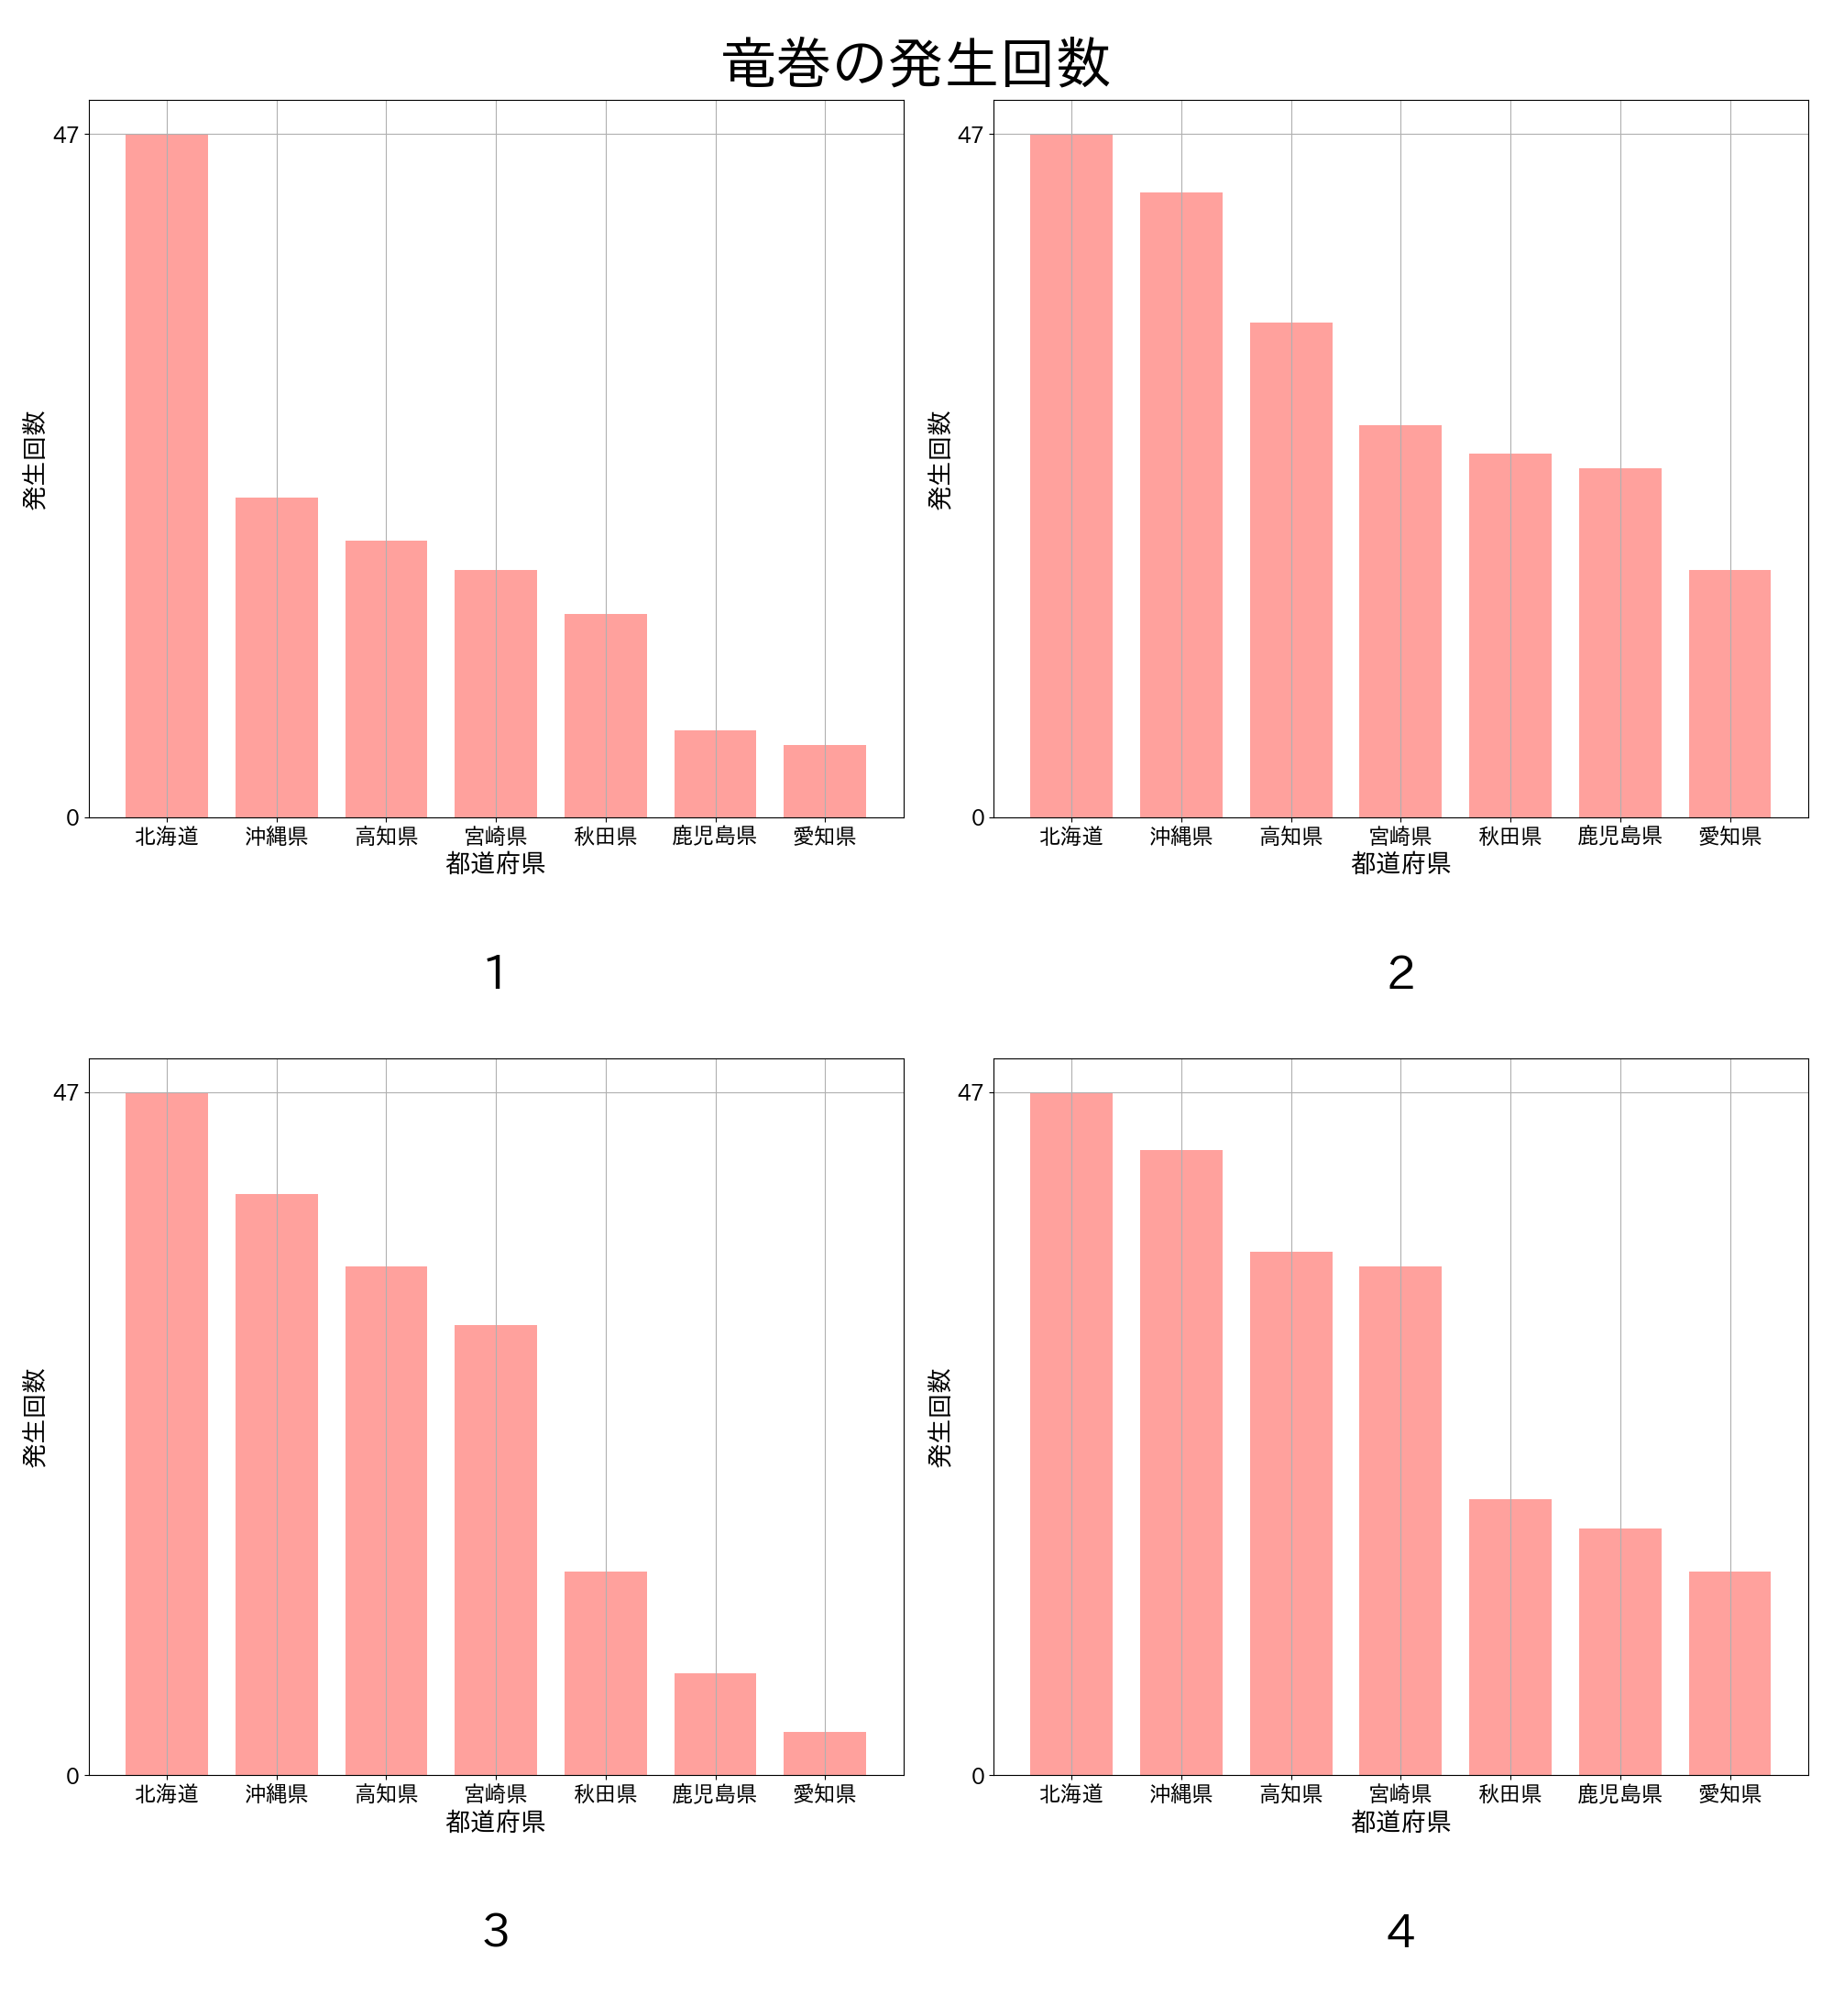 竜巻の発生回数
47
0
発生回数
北海道 沖縄県 高知県 宮崎県 秋田県 鹿児島県 愛知県
都道府県
1
47
0
発生回数
北海道 沖縄県 高知県 宮崎県 秋田県 鹿児島県 愛知県
都道府県
2
47
0
発生回数
北海道 沖縄県 高知県 宮崎県 秋田県 鹿児島県 愛知県
都道府県
3
47
0
発生回数
北海道 沖縄県 高知県 宮崎県 秋田県 鹿児島県 愛知県
都道府県
4